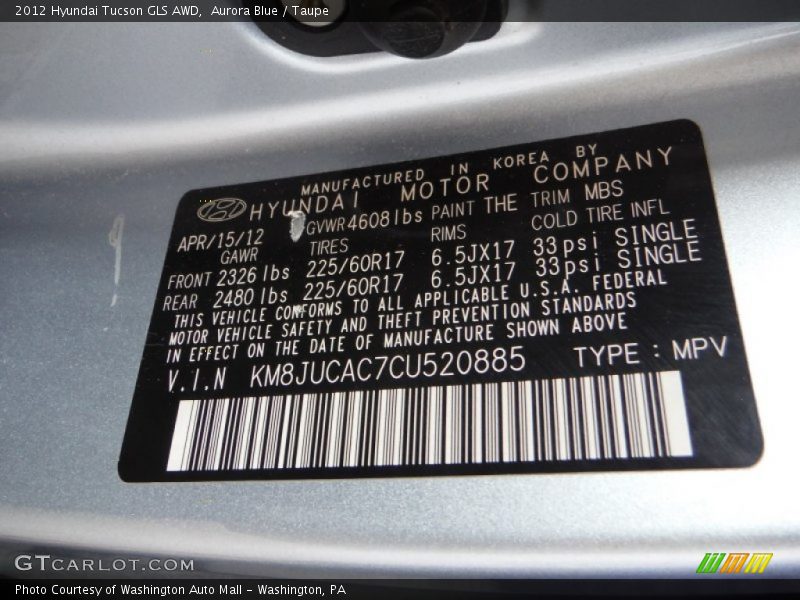 2012 Hyundai Tucson GLS AWD,  Aurora Blue / Taupe
MANUFACTURED IN KOREA BY
HYUNDAI MOTOR COMPANY
APR/15/12 GVWR 4608 lbs PAINT THE TRIM MBS
GAWR TIRES RIMS COLD TIRE INFL
FRONT 2326 lbs 225/60R17 6.5JX17 33psi SINGLE
REAR 2480 lbs 225/60R17 6.5JX17 33psi SINGLE
THIS VEHICLE CONFORMS TO ALL APPLICABLE U.S.A. FEDERAL
MOTOR VEHICLE SAFETY AND THEFT PREVENTION STANDARDS
IN EFFECT ON THE DATE OF MANUFACTURE SHOWN ABOVE
V.I.N KM8JUCAC7CU520885 TYPE : MPV
GTCARLOT.COM
Photo Courtesy of Washington Auto Mall - Washington, PA